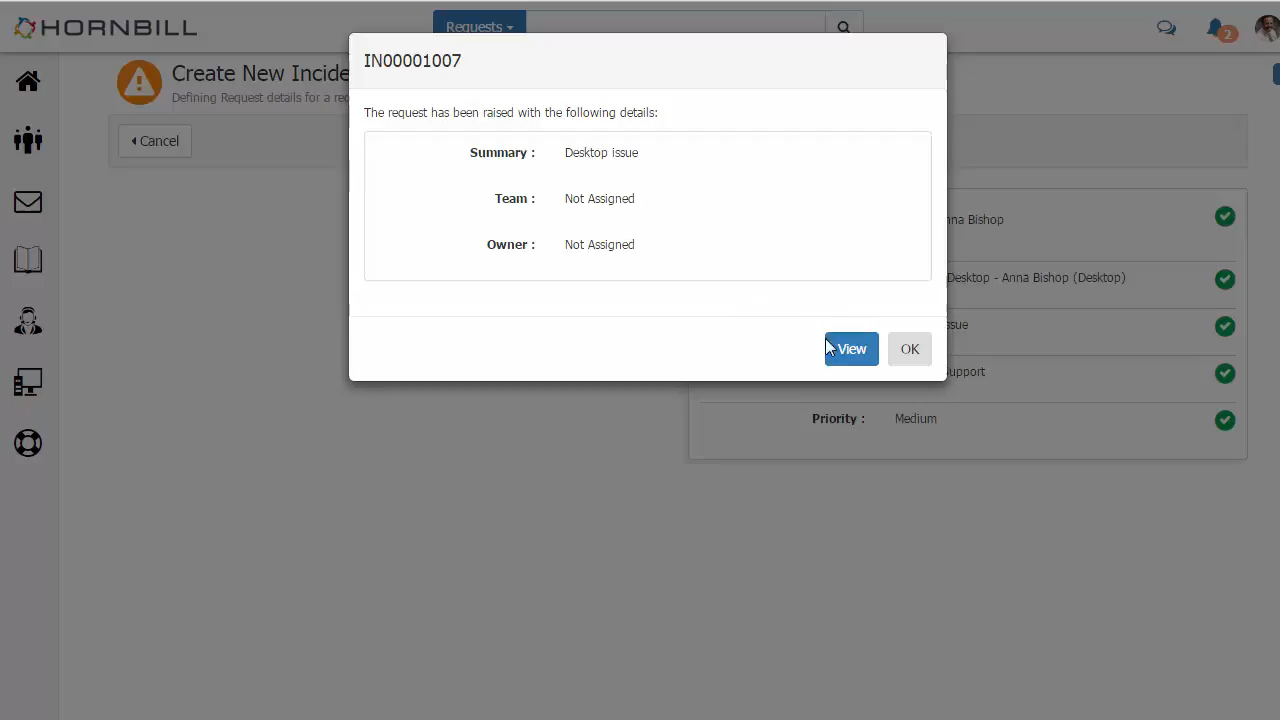 HORNBILL
Requests
2
IN00001007
Create New Incide
Defining Request details for a re
The request has been raised with the following details:
Cancel
Summary : Desktop issue
Team : Not Assigned
nna Bishop
Owner : Not Assigned
Desktop - Anna Bishop (Desktop)
ssue
View
OK
upport
Priority : Medium